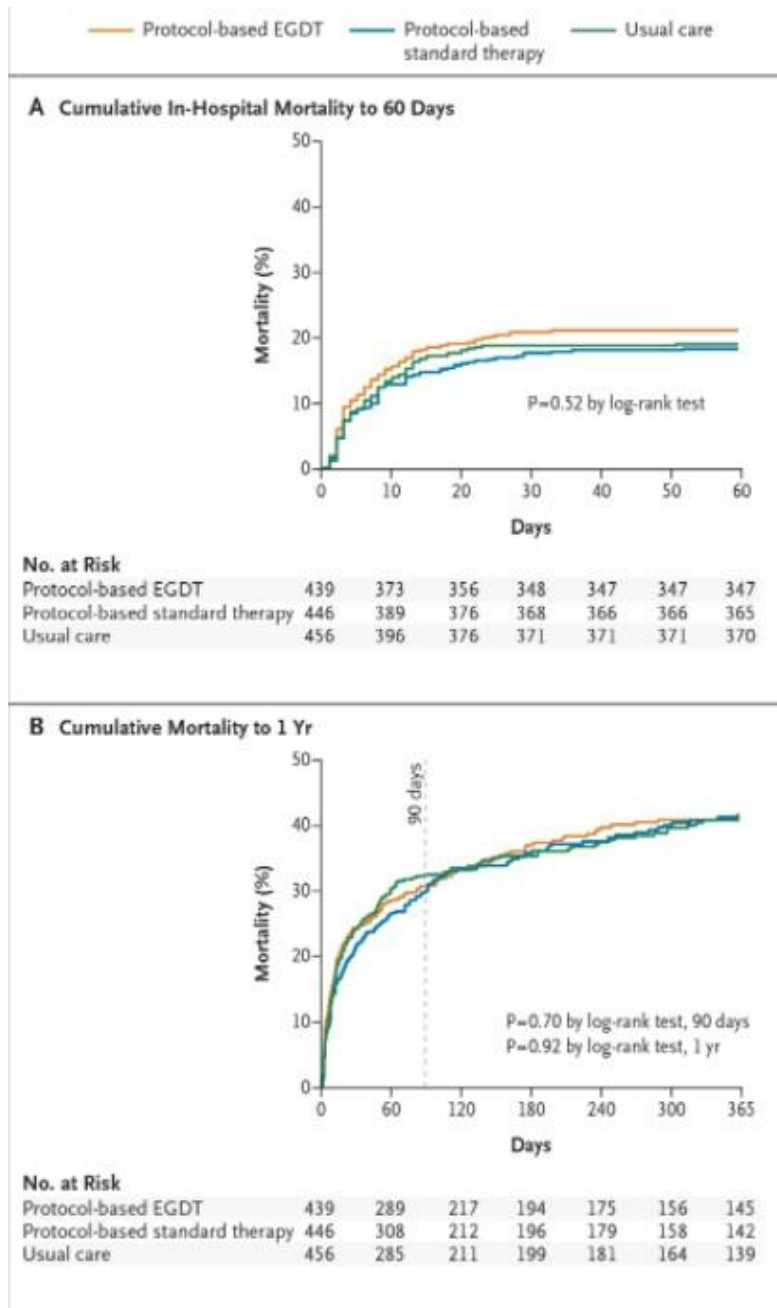 Protocol-based EGDT Protocol-based standard therapy Usual care
A Cumulative In-Hospital Mortality to 60 Days
50
40
30
20
10
0
Mortality (%)
P=0.52 by log-rank test
0 10 20 30 40 50 60
Days
No. at Risk
Protocol-based EGDT 439 373 356 348 347 347 347
Protocol-based standard therapy 446 389 376 368 366 366 365
Usual care 456 396 376 371 371 371 370
B Cumulative Mortality to 1 Yr
50
40
30
20
10
0
Mortality (%)
90 days
P=0.70 by log-rank test, 90 days
P=0.92 by log-rank test, 1 yr
0 60 120 180 240 300 365
Days
No. at Risk
Protocol-based EGDT 439 289 217 194 175 156 145
Protocol-based standard therapy 446 308 212 196 179 158 142
Usual care 456 285 211 199 181 164 139